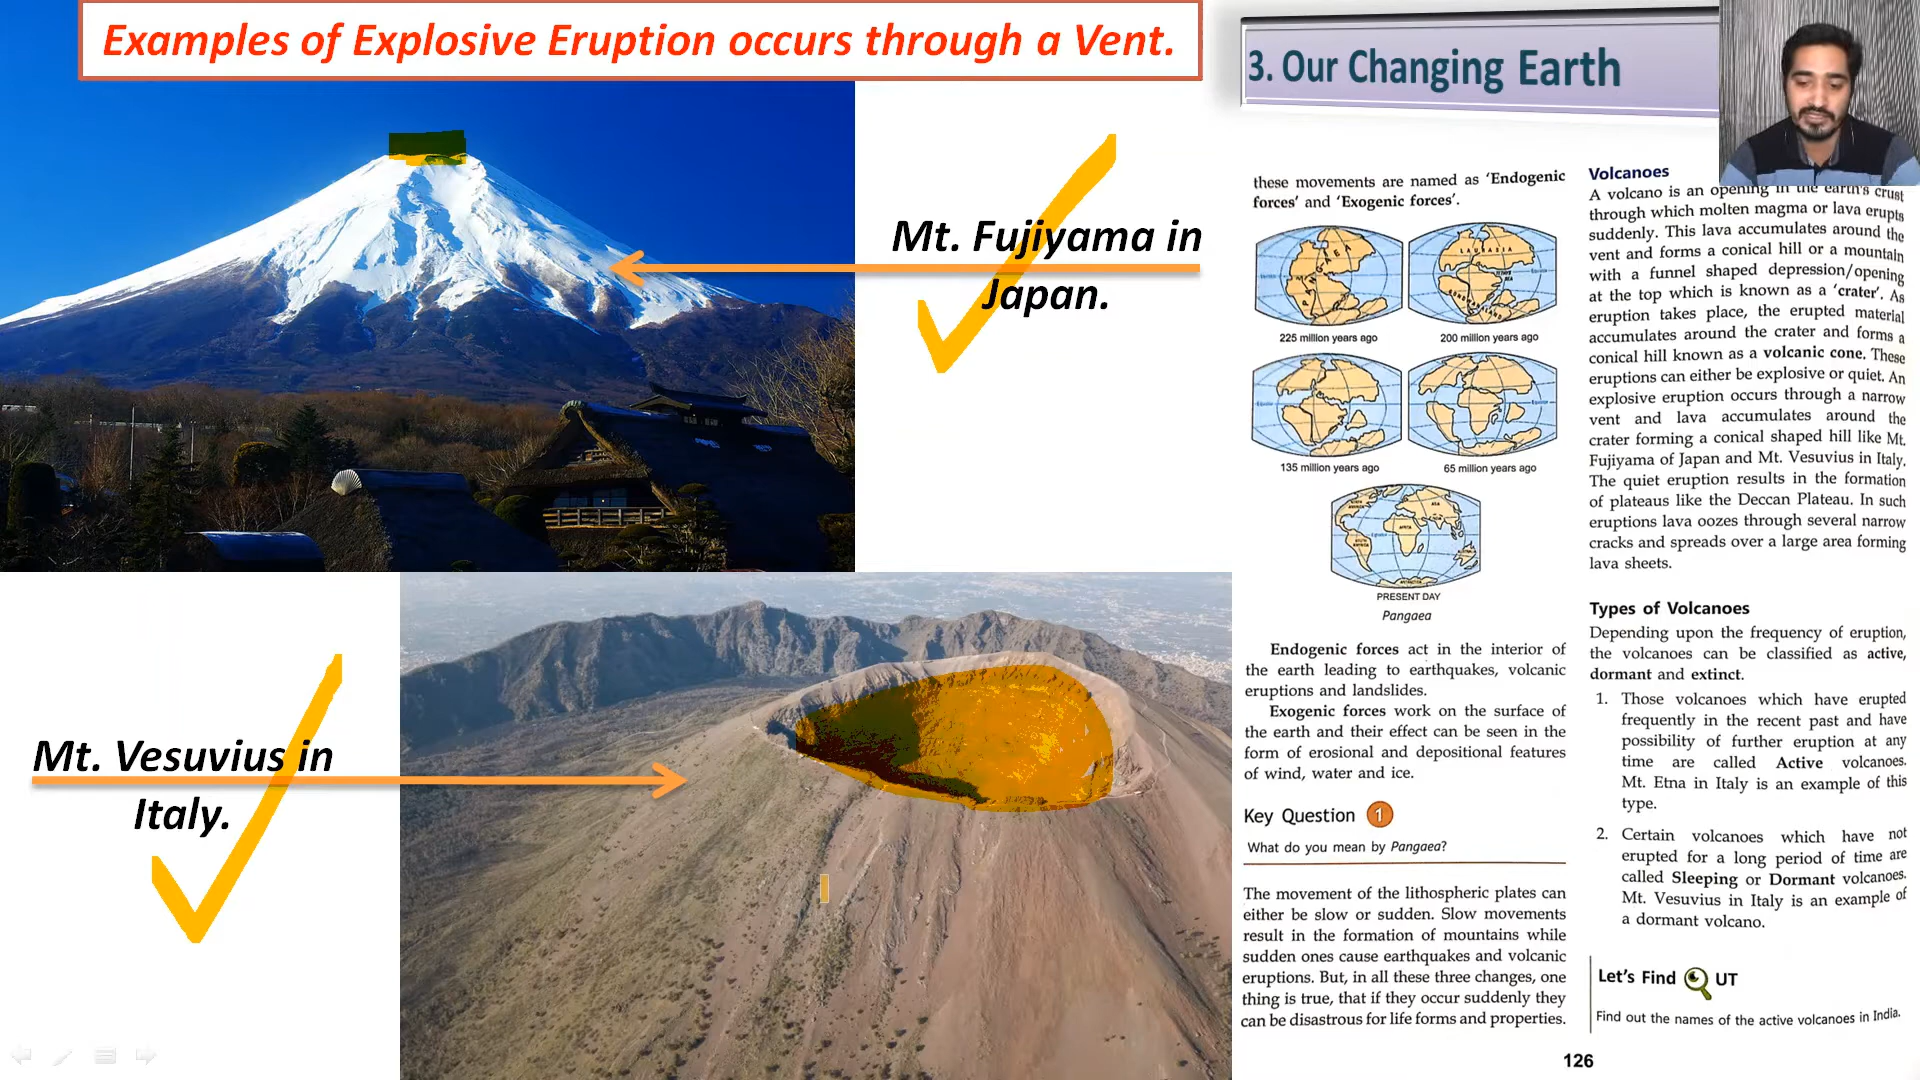 Examples of Explosive Eruption occurs through a Vent.
Mt. Fujiyama in
Japan.
Mt. Vesuvius in
Italy.
3. Our Changing Earth
these movements are named as ‘Endogenic
forces’ and ‘Exogenic forces’.
PANGAEA
LAURASIA
225 million years ago
200 million years ago
135 million years ago
65 million years ago
PRESENT DAY
Pangaea
Endogenic forces act in the interior of
the earth leading to earthquakes, volcanic
eruptions and landslides.
Exogenic forces work on the surface of
the earth and their effect can be seen in the
form of erosional and depositional features
of wind, water and ice.
Key Question 1
What do you mean by Pangaea?
The movement of the lithospheric plates can
either be slow or sudden. Slow movements
result in the formation of mountains while
sudden ones cause earthquakes and volcanic
eruptions. But, in all these three changes, one
thing is true, that if they occur suddenly they
can be disastrous for life forms and properties.
Volcanoes
A volcano is an opening in the earth's crust
through which molten magma or lava erupts
suddenly. This lava accumulates around the
vent and forms a conical hill or a mountain
with a funnel shaped depression/opening
at the top which is known as a ‘crater’. As
eruption takes place, the erupted material
accumulates around the crater and forms a
conical hill known as a volcanic cone. These
eruptions can either be explosive or quiet. An
explosive eruption occurs through a narrow
vent and lava accumulates around the
crater forming a conical shaped hill like Mt.
Fujiyama of Japan and Mt. Vesuvius in Italy.
The quiet eruption results in the formation
of plateaus like the Deccan Plateau. In such
eruptions lava oozes through several narrow
cracks and spreads over a large area forming
lava sheets.
Types of Volcanoes
Depending upon the frequency of eruption,
the volcanoes can be classified as active,
dormant and extinct.
1. Those volcanoes which have erupted
frequently in the recent past and have
possibility of further eruption at any
time are called Active volcanoes.
Mt. Etna in Italy is an example of this
type.
2. Certain volcanoes which have not
erupted for a long period of time are
called Sleeping or Dormant volcanoes.
Mt. Vesuvius in Italy is an example of
a dormant volcano.
Let's Find UT
Find out the names of the active volcanoes in India.
126